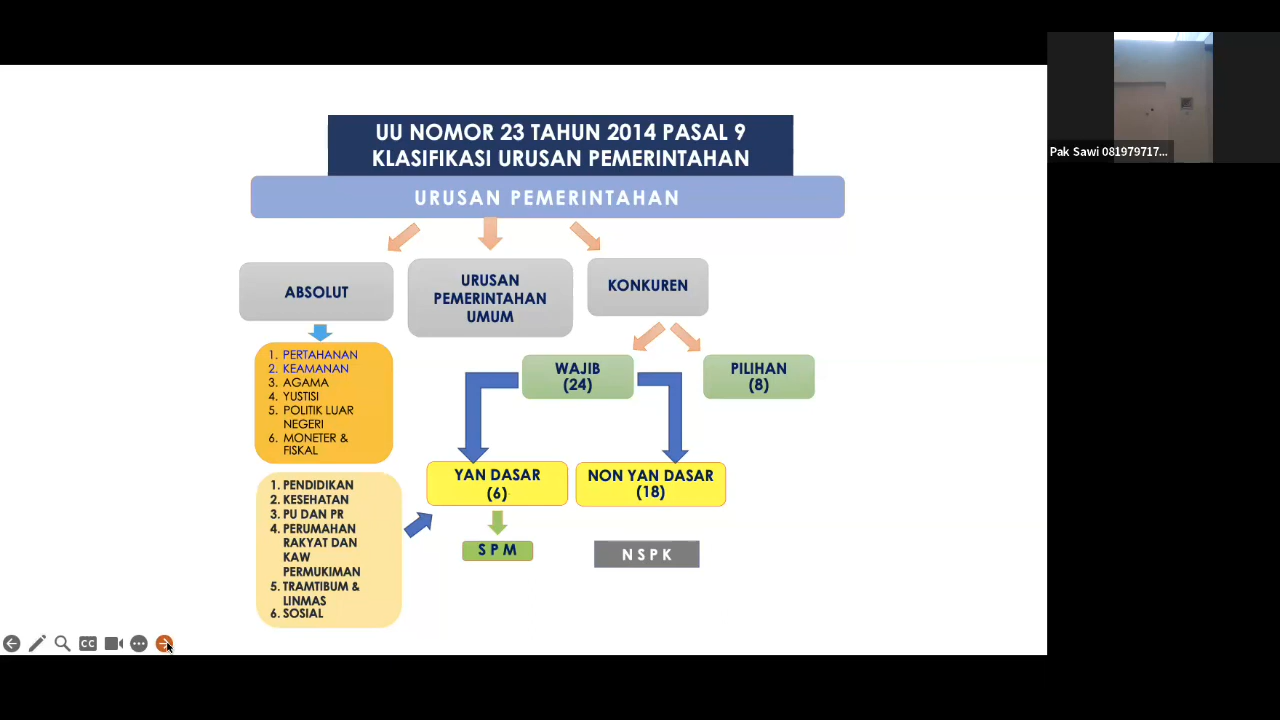 UU NOMOR 23 TAHUN 2014 PASAL 9
KLASIFIKASI URUSAN PEMERINTAHAN
URUSAN PEMERINTAHAN
ABSOLUT
URUSAN
PEMERINTAHAN
UMUM
KONKUREN
1. PERTAHANAN
2. KEAMANAN
3. AGAMA
4. YUSTISI
5. POLITIK LUAR
NEGERI
6. MONETER &
FISKAL
WAJIB
(24)
PILIHAN
(8)
YAN DASAR
(6)
NON YAN DASAR
(18)
1. PENDIDIKAN
2. KESEHATAN
3. PU DAN PR
4. PERUMAHAN
RAKYAT DAN
KAW
PERMUKIMAN
5. TRAMTIBUM &
LINMAS
6. SOSIAL
S P M
N S P K
CC
Pak Sawi 081979717...